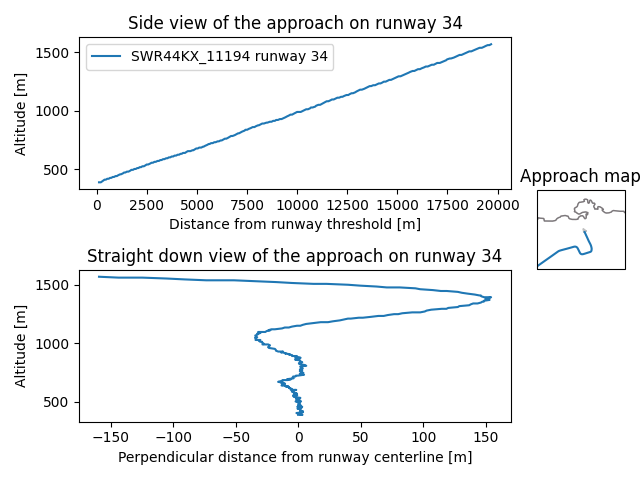 Side view of the approach on runway 34
SWR44KX_11194 runway 34
Altitude [m]
1500
1000
500
0 2500 5000 7500 10000 12500 15000 17500 20000
Distance from runway threshold [m]
Approach map
Straight down view of the approach on runway 34
Altitude [m]
1500
1000
500
−150 −100 −50 0 50 100 150
Perpendicular distance from runway centerline [m]